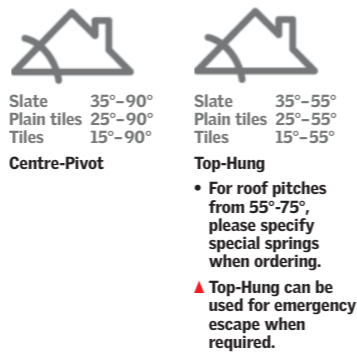 Slate 35°–90°
Plain tiles 25°–90°
Tiles 15°–90°
Centre-Pivot
Slate 35°–55°
Plain tiles 25°–55°
Tiles 15°–55°
Top-Hung
• For roof pitches
from 55°-75°,
please specify
special springs
when ordering.
▲ Top-Hung can be
used for emergency
escape when
required.